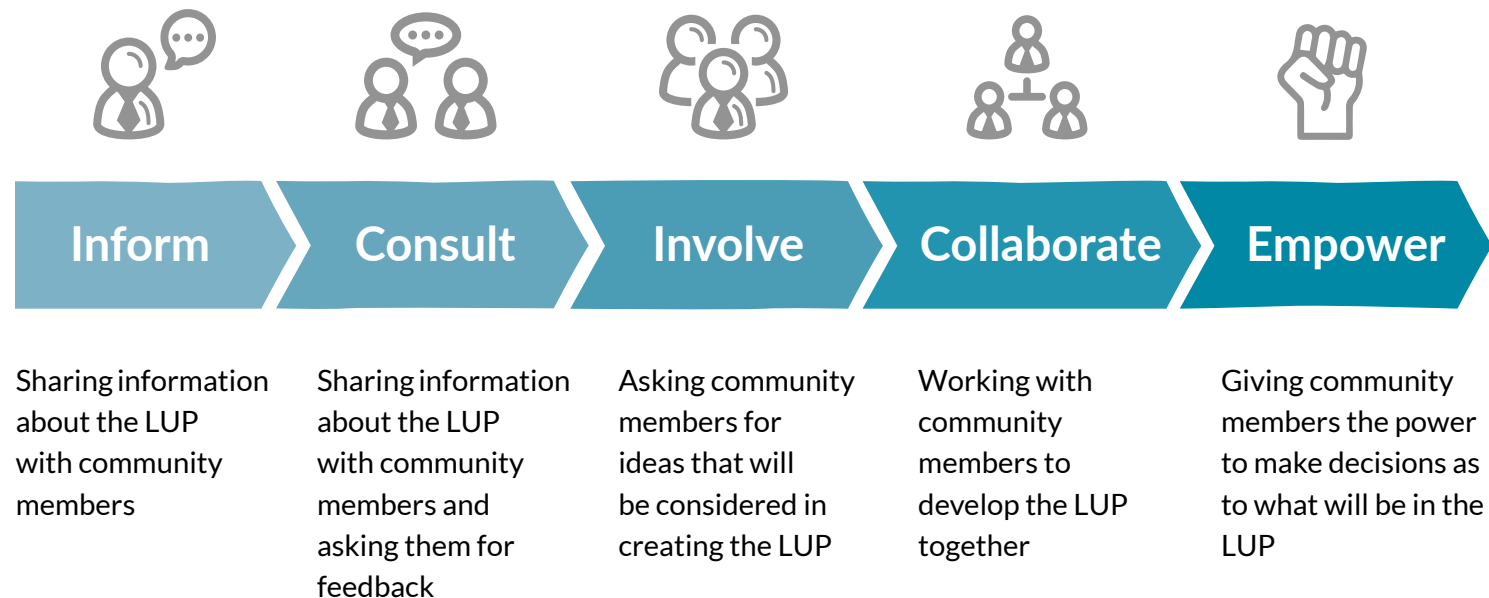 Inform
Consult
Involve
Collaborate
Empower
Sharing information
about the LUP
with community
members
Sharing information
about the LUP
with community
members and
asking them for
feedback
Asking community
members for
ideas that will
be considered in
creating the LUP
Working with
community
members to
develop the LUP
together
Giving community
members the power
to make decisions as
to what will be in the
LUP